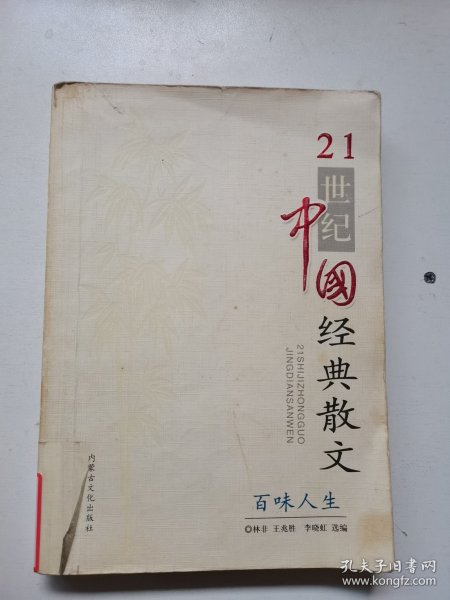 21
世纪
中國
经典散文
21SHIJIZHONGGUO
JINGDIANSANWEN
百味人生
◎林非 王兆胜 李晓虹 选编
内蒙古文化出版社
孔夫子旧书网
www.kongfz.com